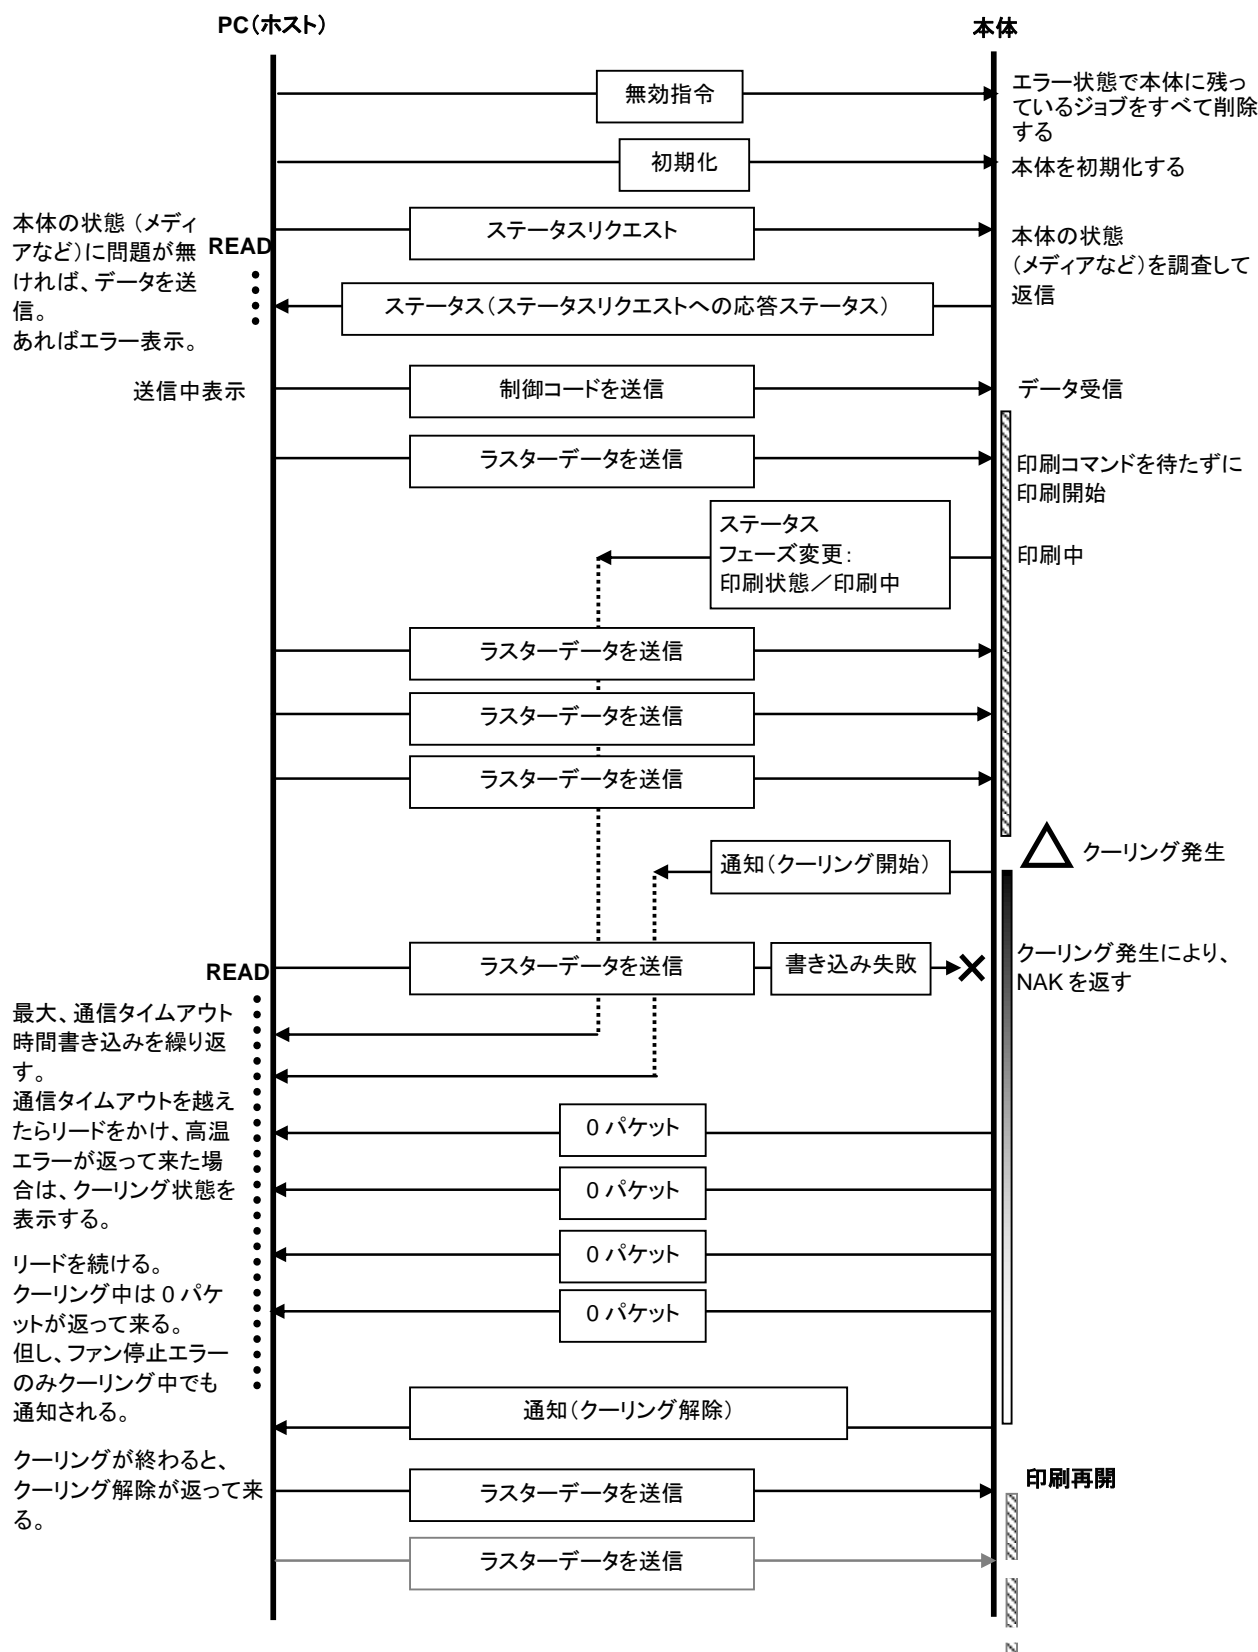 PC（ホスト）
本体
無効指令
エラー状態で本体に残っ
ているジョブをすべて削除
する
初期化
本体を初期化する
本体の状態（メディ
アなど）に問題が無
ければ、データを送
信。
あればエラー表示。
READ
ステータスリクエスト
本体の状態
（メディアなど）を調査して
返信
ステータス（ステータスリクエストへの応答ステータス）
送信中表示
制御コードを送信
データ受信
ラスターデータを送信
印刷コマンドを待たずに
印刷開始
ステータス
フェーズ変更：
印刷状態／印刷中
印刷中
ラスターデータを送信
ラスターデータを送信
ラスターデータを送信
通知（クーリング開始）
クーリング発生
READ
ラスターデータを送信
書き込み失敗
クーリング発生により、
NAK を返す
最大、通信タイムアウト
時間書き込みを繰り返
す。
通信タイムアウトを越え
たらリードをかけ、高温
エラーが返って来た場
合は、クーリング状態を
表示する。
0 パケット
0 パケット
0 パケット
0 パケット
リードを続ける。
クーリング中は 0 パケ
ットが返って来る。
但し、ファン停止エラー
のみクーリング中でも
通知される。
通知（クーリング解除）
クーリングが終わると、
クーリング解除が返って来
る。
ラスターデータを送信
印刷再開
ラスターデータを送信